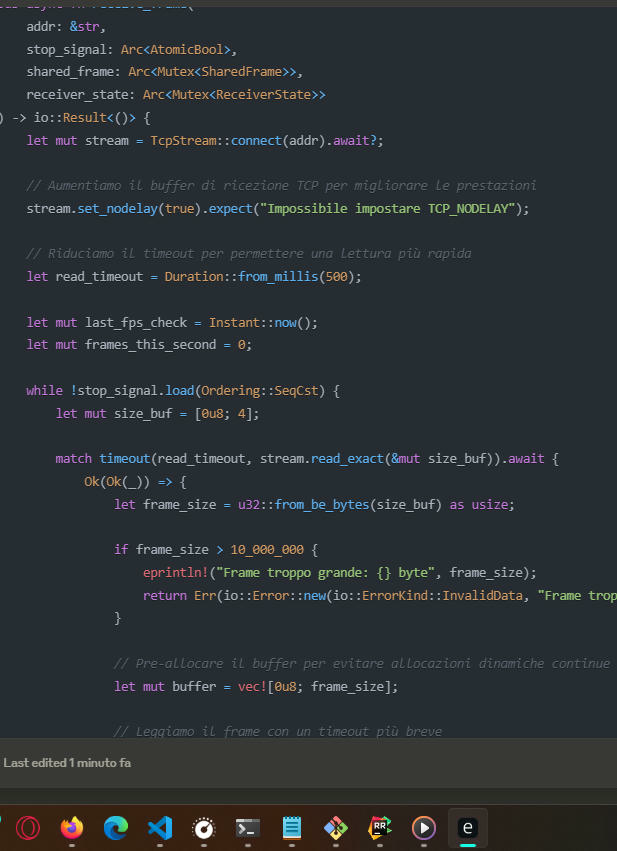 addr: &str,
stop_signal: Arc<AtomicBool>,
shared_frame: Arc<Mutex<SharedFrame>>,
receiver_state: Arc<Mutex<ReceiverState>>
) -> io::Result<()> {
let mut stream = TcpStream::connect(addr).await?;
// Aumentiamo il buffer di ricezione TCP per migliorare le prestazioni
stream.set_nodelay(true).expect("Impossibile impostare TCP_NODELAY");
// Riduciamo il timeout per permettere una lettura più rapida
let read_timeout = Duration::from_millis(500);
let mut last_fps_check = Instant::now();
let mut frames_this_second = 0;
while !stop_signal.load(Ordering::SeqCst) {
let mut size_buf = [0u8; 4];
match timeout(read_timeout, stream.read_exact(&mut size_buf)).await {
Ok(Ok(_)) => {
let frame_size = u32::from_be_bytes(size_buf) as usize;
if frame_size > 10_000_000 {
eprintln!("Frame troppo grande: {} byte", frame_size);
return Err(io::Error::new(io::ErrorKind::InvalidData, "Frame trop
}
// Pre-allocare il buffer per evitare allocazioni dinamiche continue
let mut buffer = vec![0u8; frame_size];
// Leggiamo il frame con un timeout più breve
Last edited 1 minuto fa
RR
e